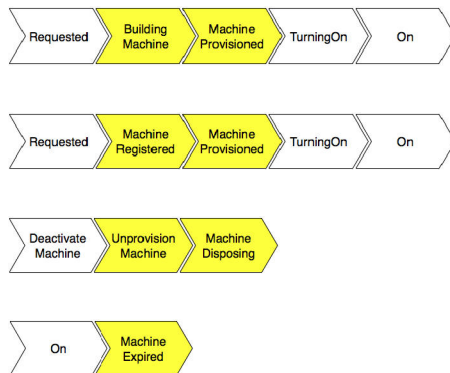 Requested
Building
Machine
Machine
Provisioned
TurningOn
On
Requested
Machine
Registered
Machine
Provisioned
TurningOn
On
Deactivate
Machine
Unprovision
Machine
Machine
Disposing
On
Machine
Expired